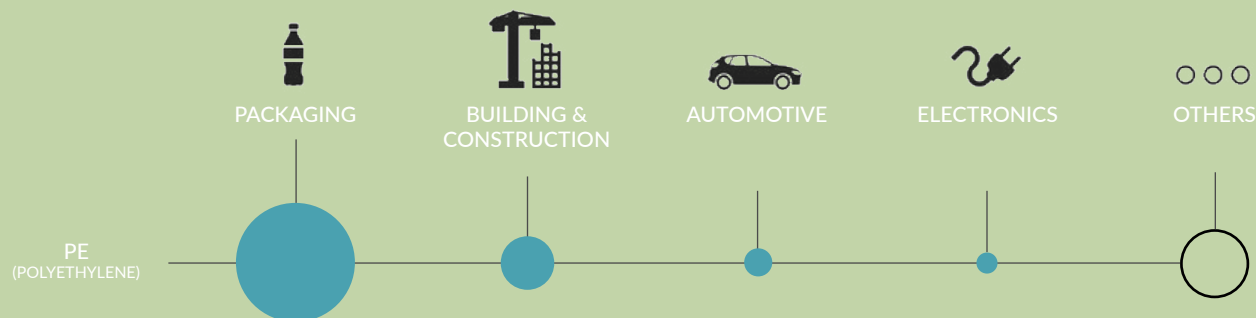 PACKAGING
BUILDING &
CONSTRUCTION
AUTOMOTIVE
ELECTRONICS
OTHERS
PE
(POLYETHYLENE)